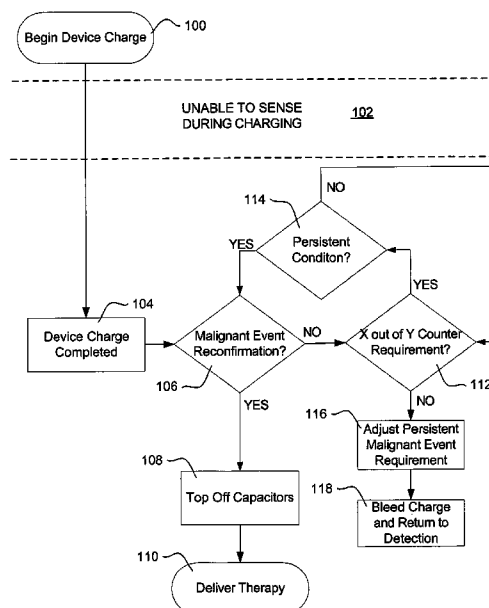 Begin Device Charge
100
UNABLE TO SENSE
DURING CHARGING
102
NO
114
YES
Persistent
Conditon?
104
YES
Device Charge
Completed
Malignant Event
Reconfirmation?
NO
X out of Y Counter
Requirement?
106
112
YES
NO
116
Adjust Persistent
Malignant Event
Requirement
108
Top Off Capacitors
118
Bleed Charge
and Return to
Detection
110
Deliver Therapy